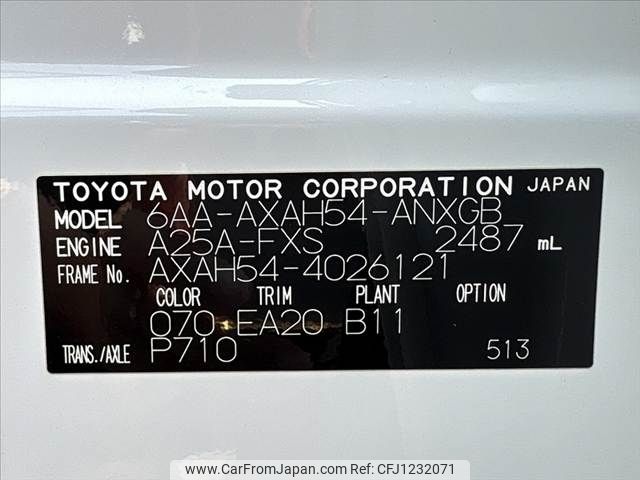 TOYOTA MOTOR CORPORATION JAPAN
MODEL 6AA-AXAH54-ANXGB
ENGINE A25A-FXS 2487 mL
FRAME No. AXAH54-4026121
COLOR TRIM PLANT OPTION
070 EA20 B11
TRANS./AXLE P710 513
www.CarFromJapan.com - CFJ1232071